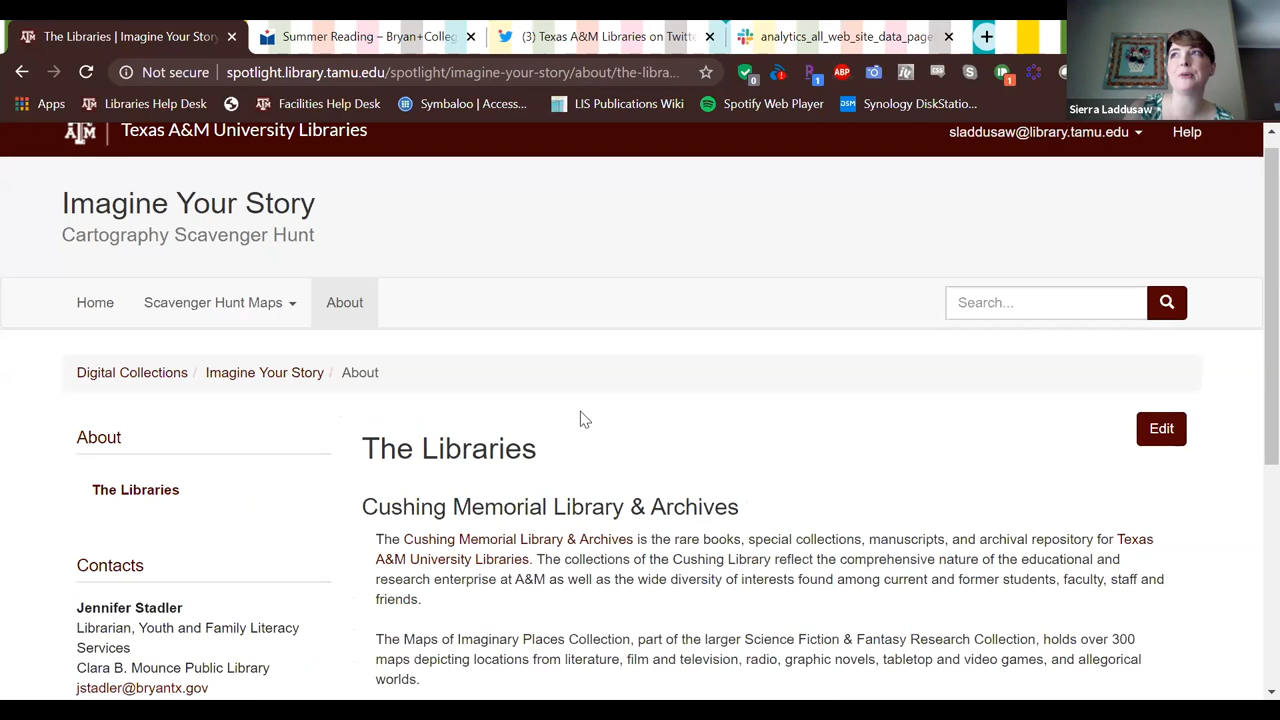 The Libraries | Imagine Your Story
Summer Reading – Bryan+Colleg
(3) Texas A&M Libraries on Twitte
analytics_all_web_site_data_page
Not secure
spotlight.library.tamu.edu/spotlight/imagine-your-story/about/the-libra...
0
1
ABP
CSS
1
Apps
Libraries Help Desk
Facilities Help Desk
Symbaloo | Access...
LIS Publications Wiki
Spotify Web Player
DSM
Synology DiskStatio...
Sierra Laddusaw
Texas A&M University Libraries
sladdusaw@library.tamu.edu
Help
Imagine Your Story
Cartography Scavenger Hunt
Home
Scavenger Hunt Maps
About
Search...
Digital Collections / Imagine Your Story / About
Edit
About
The Libraries
Contacts
Jennifer Stadler
Librarian, Youth and Family Literacy
Services
Clara B. Mounce Public Library
jstadler@bryantx.gov
The Libraries
Cushing Memorial Library & Archives
The Cushing Memorial Library & Archives is the rare books, special collections, manuscripts, and archival repository for Texas
A&M University Libraries. The collections of the Cushing Library reflect the comprehensive nature of the educational and
research enterprise at A&M as well as the wide diversity of interests found among current and former students, faculty, staff and
friends.
The Maps of Imaginary Places Collection, part of the larger Science Fiction & Fantasy Research Collection, holds over 300
maps depicting locations from literature, film and television, radio, graphic novels, tabletop and video games, and allegorical
worlds.